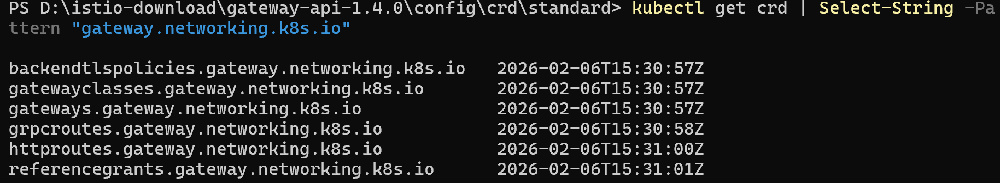 PS D:\istio-download\gateway-api-1.4.0\config\crd\standard> kubectl get crd | Select-String -Pa
ttern "gateway.networking.k8s.io"
backendtlspolicies.gateway.networking.k8s.io   2026-02-06T15:30:57Z
gatewayclasses.gateway.networking.k8s.io       2026-02-06T15:30:57Z
gateways.gateway.networking.k8s.io             2026-02-06T15:30:57Z
grpcroutes.gateway.networking.k8s.io           2026-02-06T15:30:58Z
httproutes.gateway.networking.k8s.io           2026-02-06T15:31:00Z
referencegrants.gateway.networking.k8s.io      2026-02-06T15:31:01Z